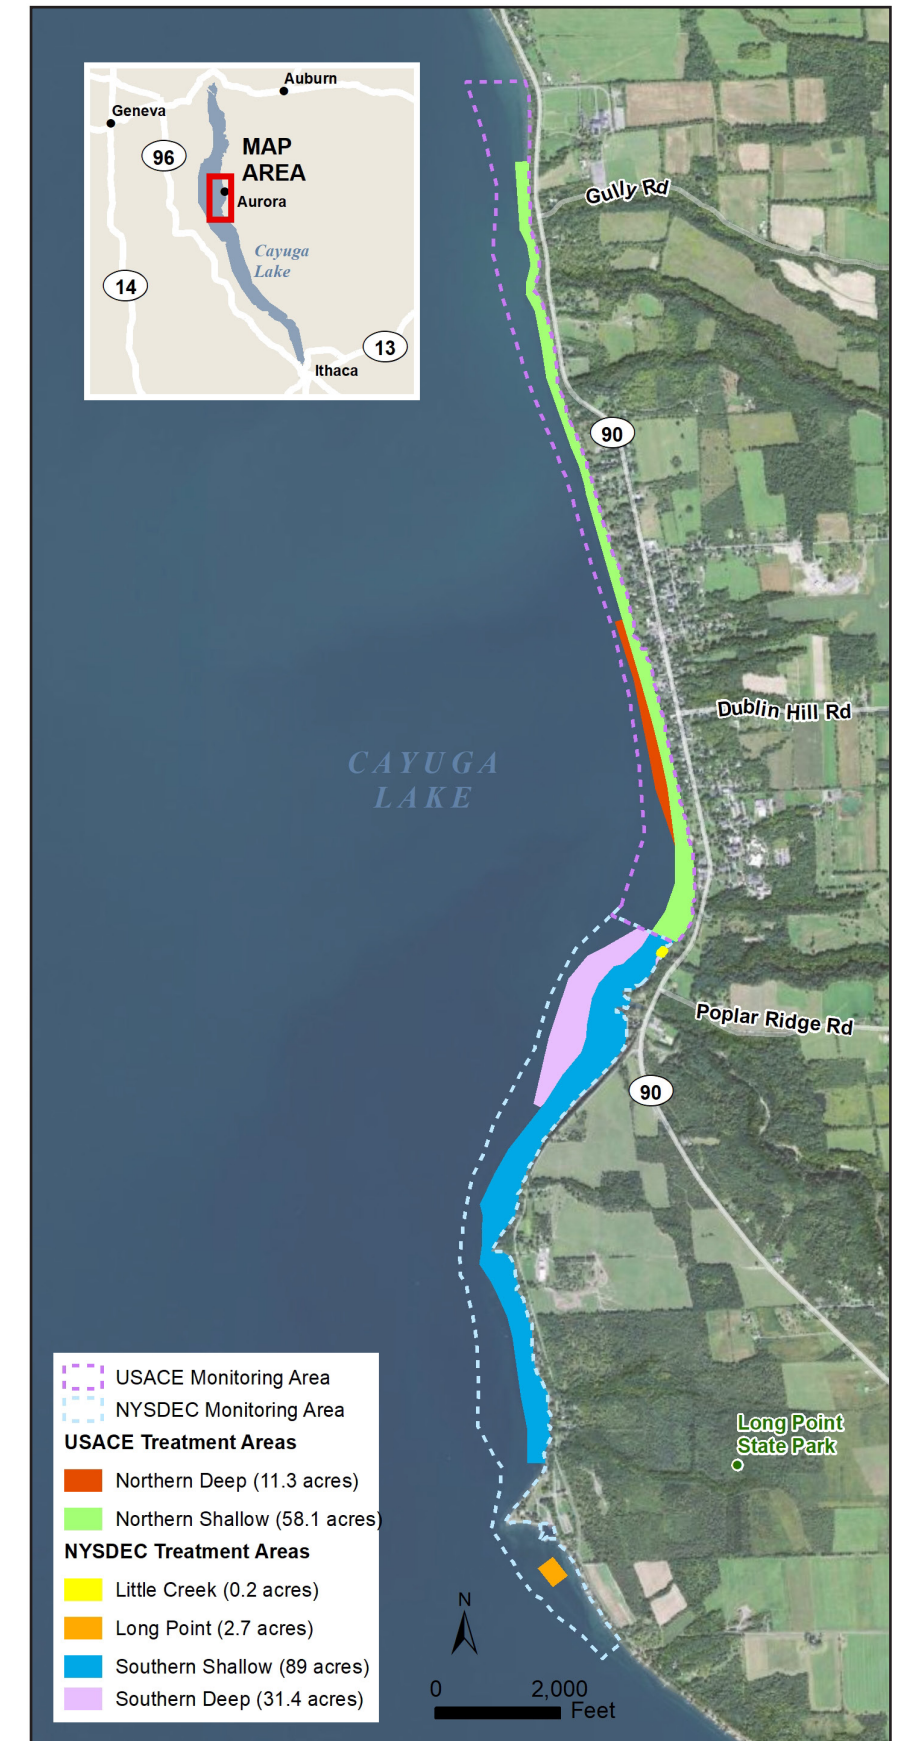 Auburn
Geneva
96
MAP
AREA
Aurora
Cayuga
Lake
14
13
Ithaca
Gully Rd
90
Dublin Hill Rd
CAYUGA
LAKE
Poplar Ridge Rd
90
Long Point
State Park
USACE Monitoring Area
NYSDEC Monitoring Area
USACE Treatment Areas
Northern Deep (11.3 acres)
Northern Shallow (58.1 acres)
NYSDEC Treatment Areas
Little Creek (0.2 acres)
Long Point (2.7 acres)
Southern Shallow (89 acres)
Southern Deep (31.4 acres)
N
0 2,000
Feet